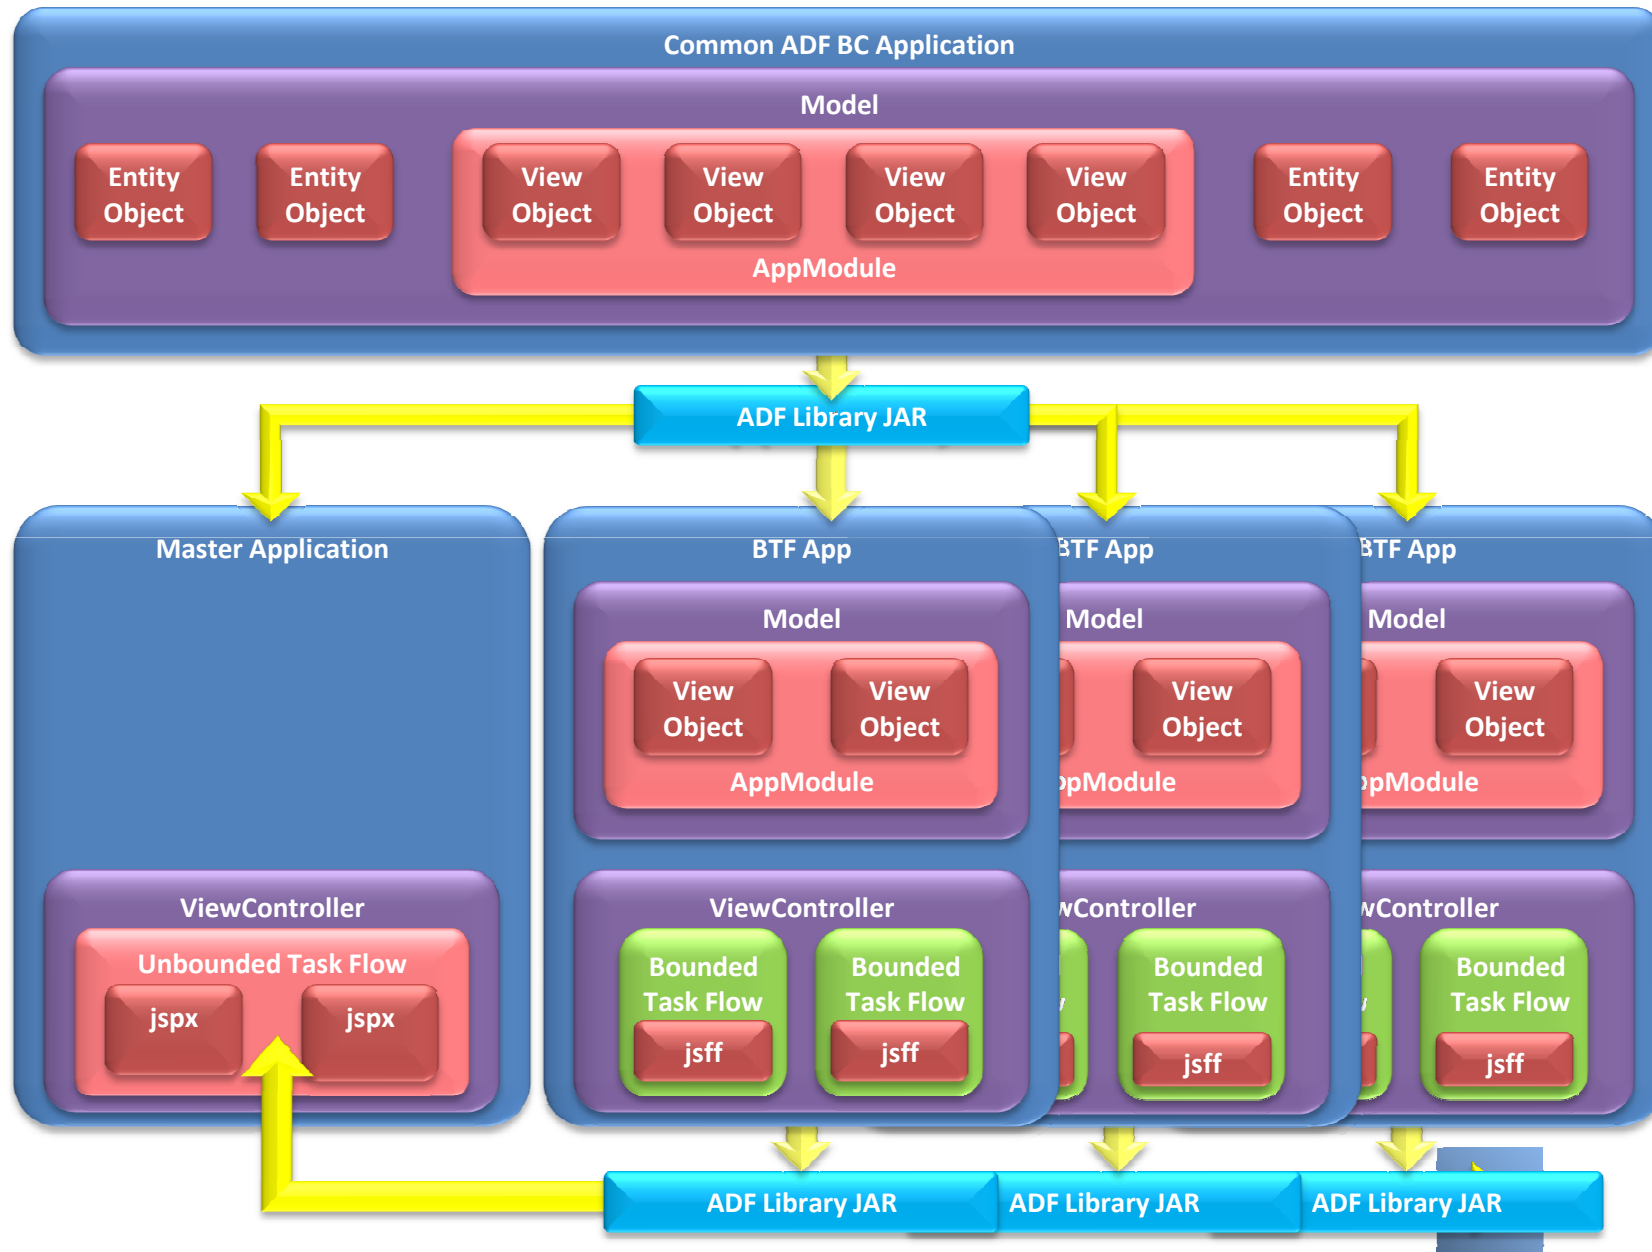 Common ADF BC Application
Model
Entity
Object
Entity
Object
View
Object
View
Object
View
Object
View
Object
Entity
Object
Entity
Object
AppModule
ADF Library JAR
Master Application
ViewController
Unbounded Task Flow
jspx
jspx
BTF App
Model
View
Object
View
Object
AppModule
ViewController
Bounded
Task Flow
jsff
Bounded
Task Flow
jsff
BTF App
Model
View
Object
ppModule
wController
Bounded
Task Flow
jsff
BTF App
Model
View
Object
ppModule
wController
Bounded
Task Flow
jsff
ADF Library JAR
ADF Library JAR
ADF Library JAR